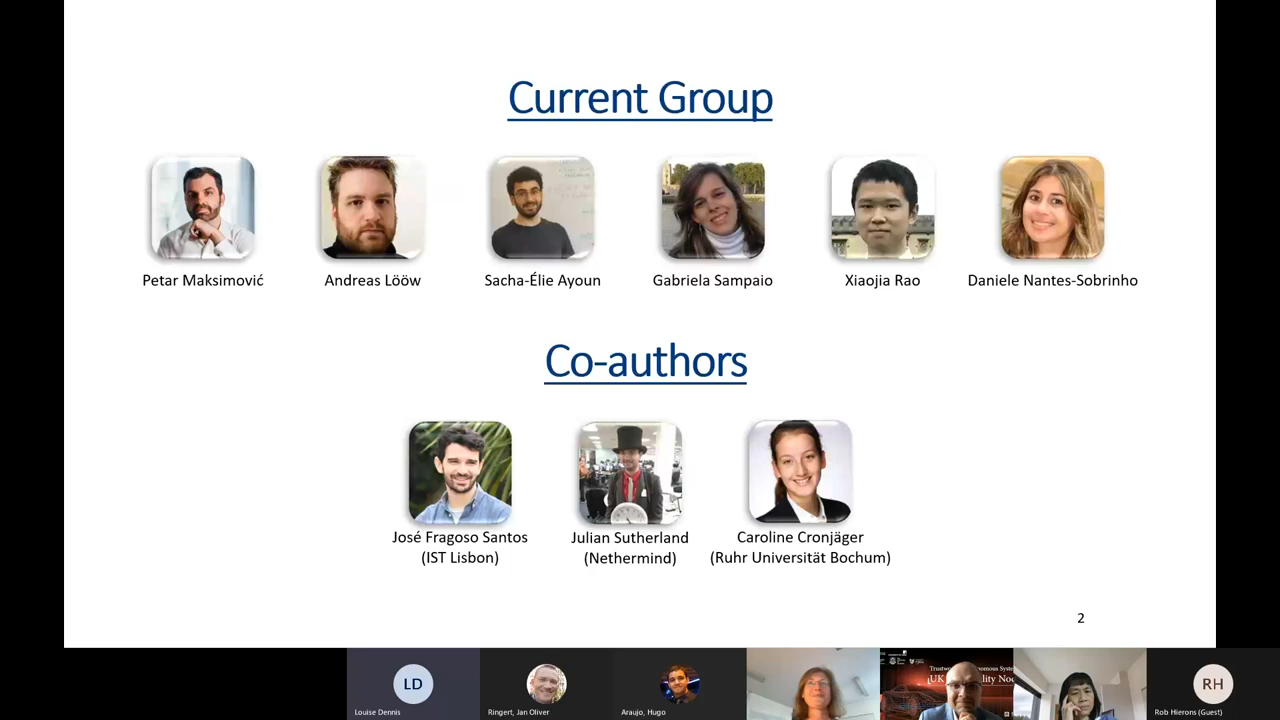 Current Group
Petar Maksimović
Andreas Lööw
Sacha-Élie Ayoun
Gabriela Sampaio
Xiaojia Rao
Daniele Nantes-Sobrinho
Co-authors
José Fragoso Santos
(IST Lisbon)
Julian Sutherland
(Nethermind)
Caroline Cronjäger
(Ruhr Universität Bochum)
2
LD
Louise Dennis
Ringert, Jan Oliver
Araujo, Hugo
RH
Rob Hierons (Guest)